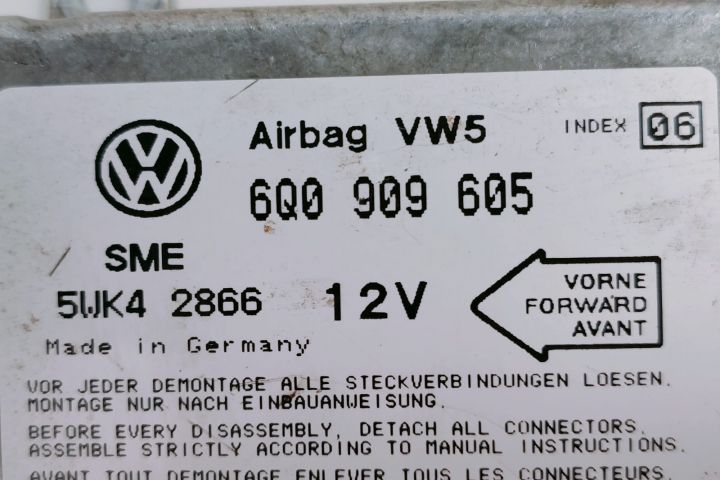 Airbag VW5 INDEX 06
6Q0 909 605
SME
5WK4 2866 12V
VORNE
FORWARD
AVANT
Made in Germany
VOR JEDER DEMONTAGE ALLE STECKVERBINDUNGEN LOESEN.
MONTAGE NUR NACH EINBAUANWEISUNG.
BEFORE EVERY DISASSEMBLY, DETACH ALL CONNECTORS.
ASSEMBLE STRICTLY ACCORDING TO MANUAL INSTRUCTIONS.
AVANT TOUT DEMONTAGE ENLEVER TOUS LES CONNECTEURS.